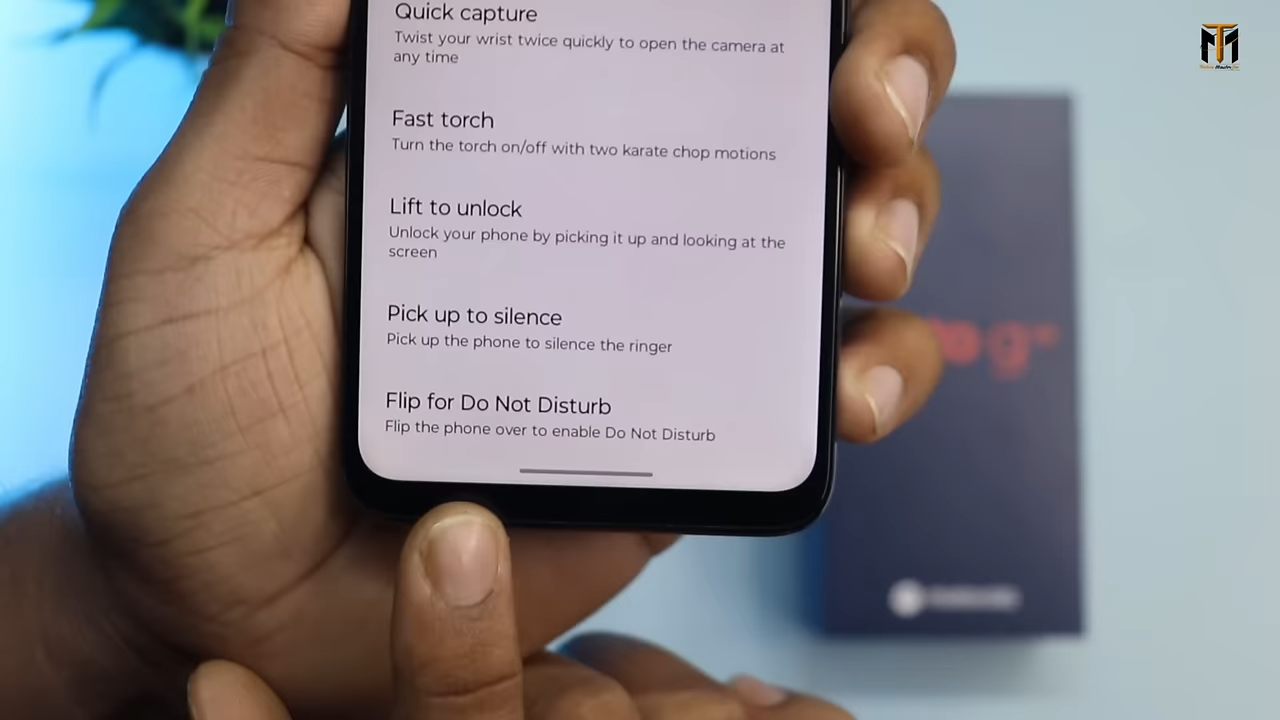 Quick capture
Twist your wrist twice quickly to open the camera at
any time
Fast torch
Turn the torch on/off with two karate chop motions
Lift to unlock
Unlock your phone by picking it up and looking at the
screen
Pick up to silence
Pick up the phone to silence the ringer
Flip for Do Not Disturb
Flip the phone over to enable Do Not Disturb